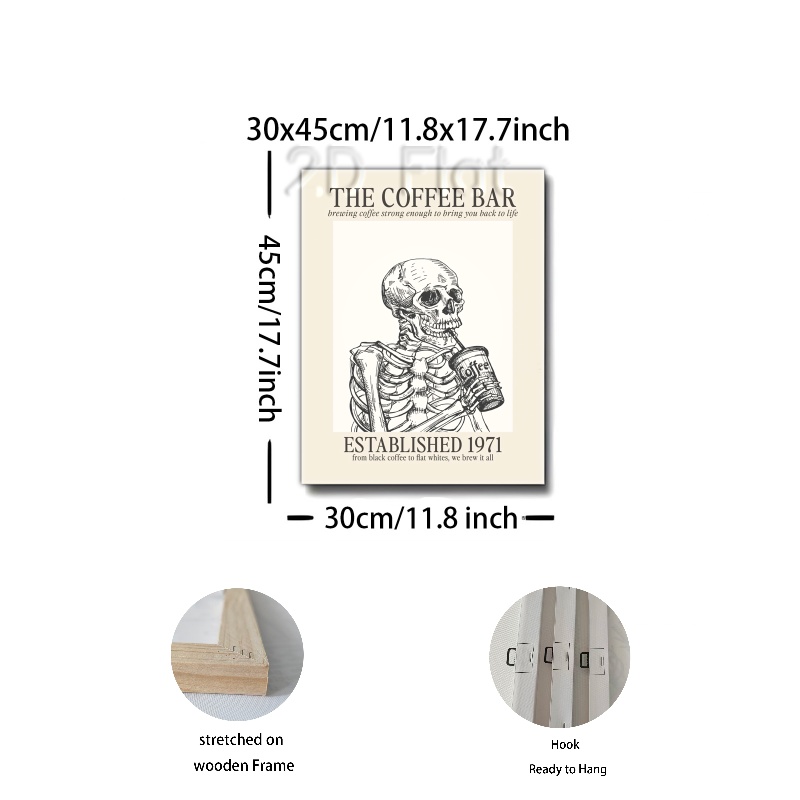 30x45cm/11.8x17.7inch
2D Flat
THE COFFEE BAR
brewing coffee strong enough to bring you back to life
45cm/17.7inch
Coffee
ESTABLISHED 1971
from black coffee to flat whites, we brew it all
30cm/11.8 inch
stretched on
wooden Frame
Hook
Ready to Hang